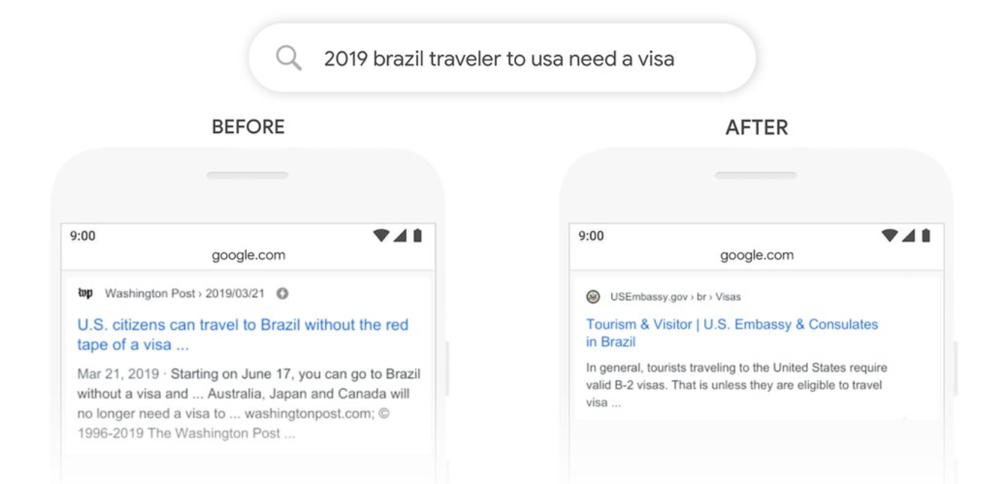 2019 brazil traveler to usa need a visa
BEFORE
9:00
google.com
wp Washington Post › 2019/03/21
U.S. citizens can travel to Brazil without the red
tape of a visa ...
Mar 21, 2019 · Starting on June 17, you can go to Brazil
without a visa and ... Australia, Japan and Canada will
no longer need a visa to ... washingtonpost.com; ©
1996-2019 The Washington Post ...
AFTER
9:00
google.com
USEmbassy.gov › br › Visas
Tourism & Visitor | U.S. Embassy & Consulates
in Brazil
In general, tourists traveling to the United States require
valid B-2 visas. That is unless they are eligible to travel
visa ...